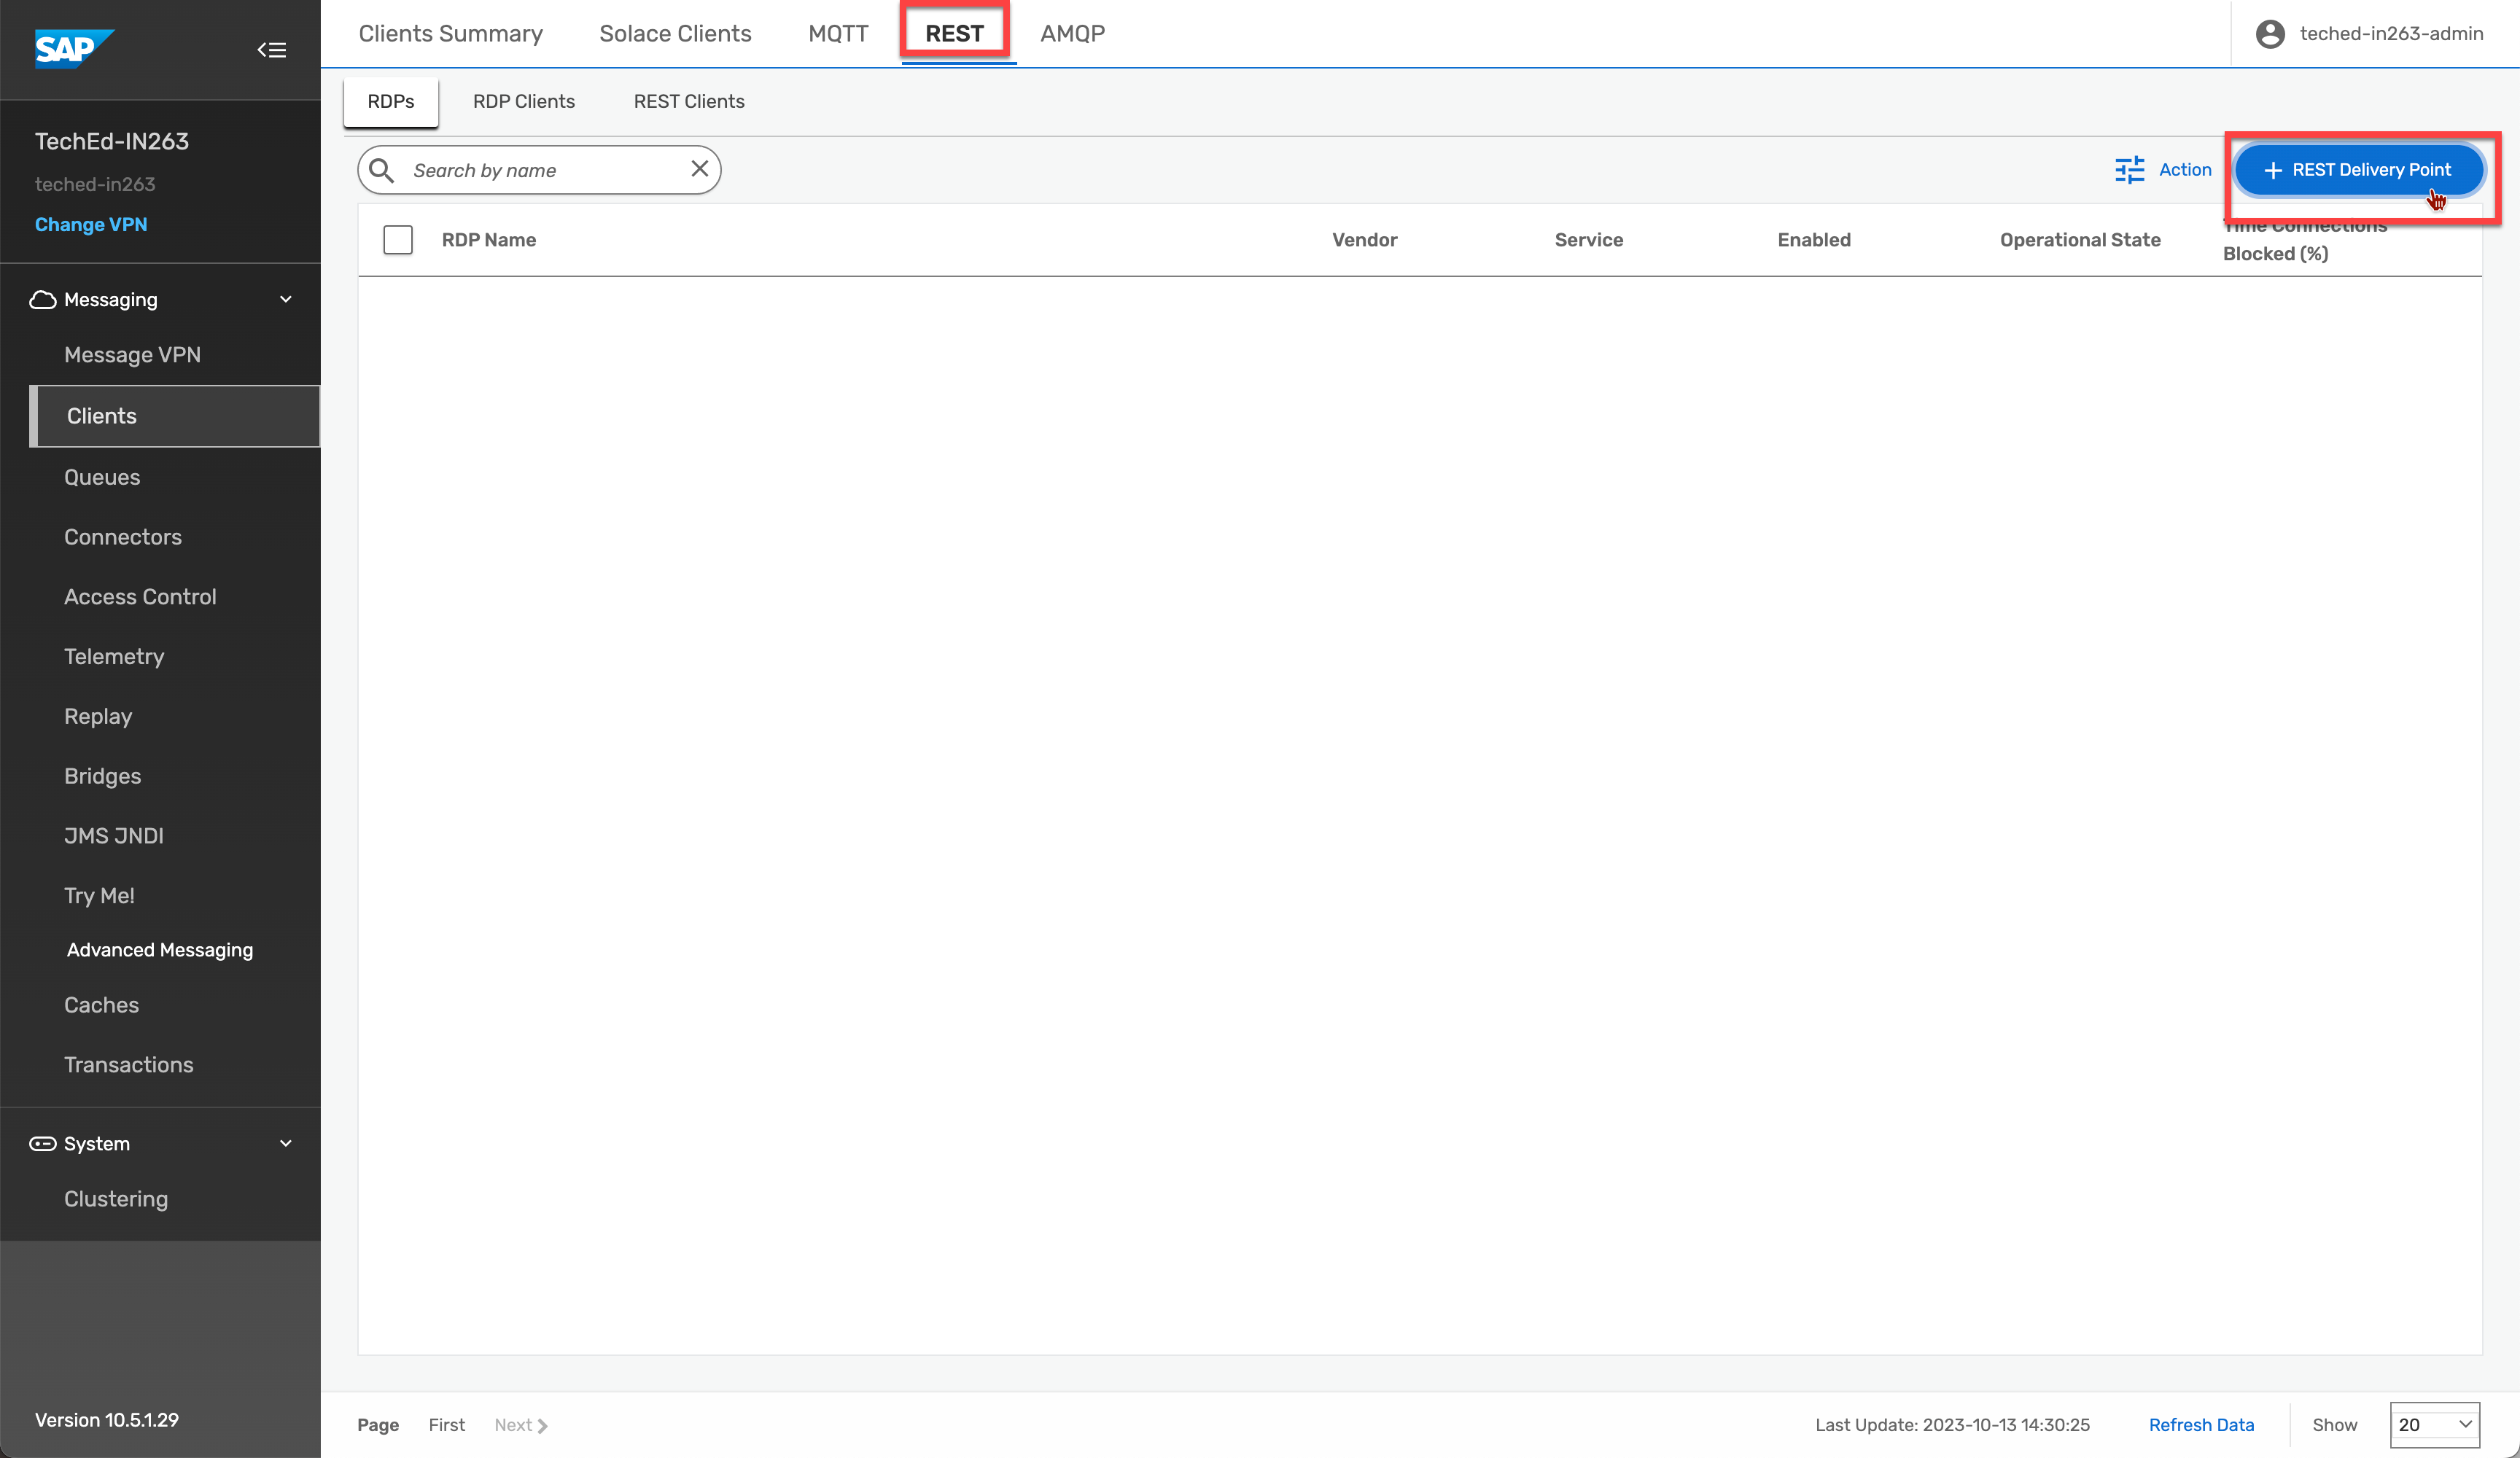 SAP
TechEd-IN263
teched-in263
Change VPN
Messaging
Message VPN
Clients
Queues
Connectors
Access Control
Telemetry
Replay
Bridges
JMS JNDI
Try Me!
Advanced Messaging
Caches
Transactions
System
Clustering
Version 10.5.1.29
Clients Summary
Solace Clients
MQTT
REST
AMQP
teched-in263-admin
RDPs
RDP Clients
REST Clients
Search by name
Action
REST Delivery Point
RDP Name
Vendor
Service
Enabled
Operational State
Time Connections
Blocked (%)
Page
First
Next
Last Update: 2023-10-13 14:30:25
Refresh Data
Show
20